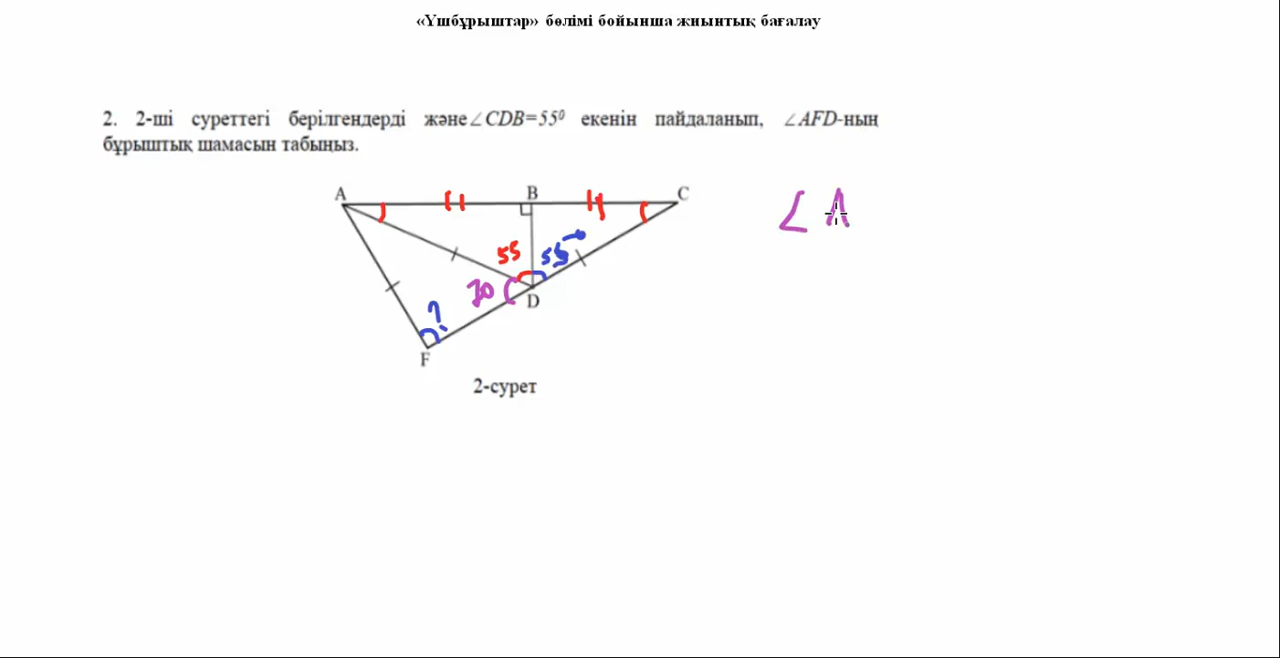 «Үшбұрыштар» бөлімі бойынша жиынтық бағалау
2. 2-ші суреттегі берілгендерді және∠CDB=55⁰ екенін пайдаланып, ∠AFD-ның
бұрыштық шамасын табыңыз.
A B C
∠ A
55 55°
70 D
?
F
2-сурет